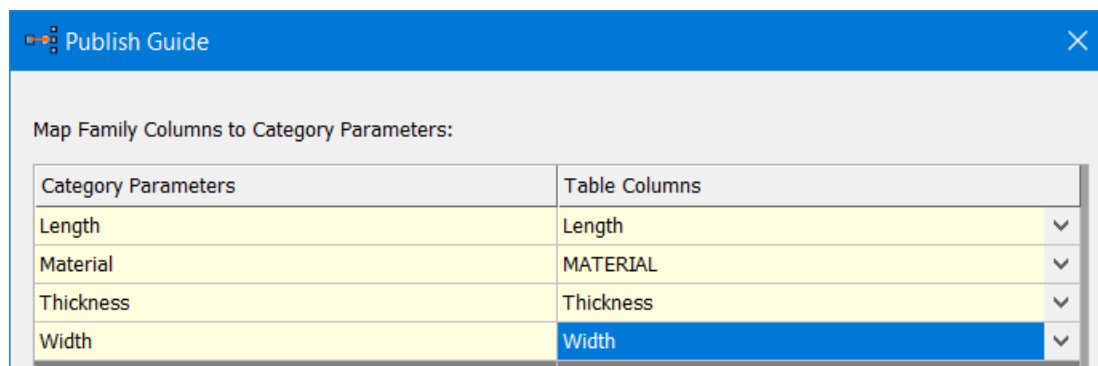 Publish Guide
Map Family Columns to Category Parameters:
Category Parameters Table Columns
Length Length
Material MATERIAL
Thickness Thickness
Width Width